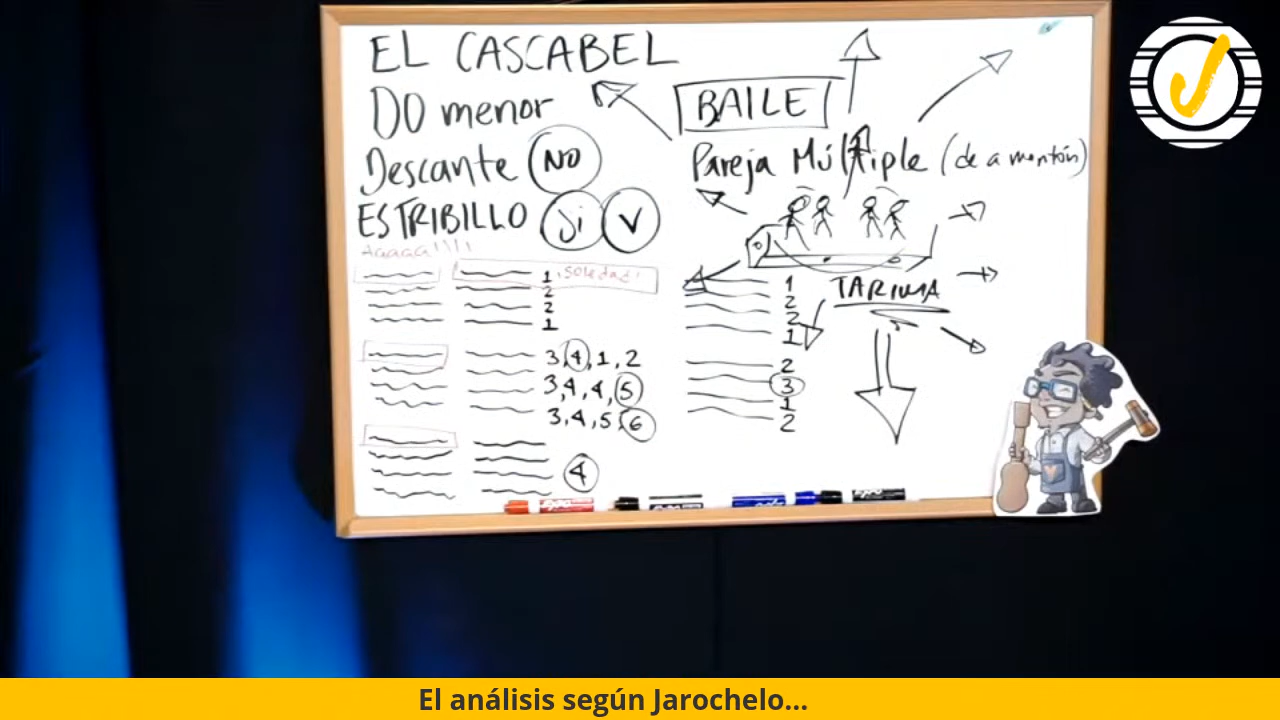 EL CASCABEL
DO menor
Descante NO
ESTRIBILLO Si V
Aaaaa!!!!
1 ¡Soledad!
2
2
1
3, 4, 1, 2
3, 4, 4, 5
3, 4, 5, 6
4
BAILE
Pareja Múltiple (de a montón)
TARIMA
1
2
2
1
2
3
1
2
EXPO
El análisis según Jarochelo...